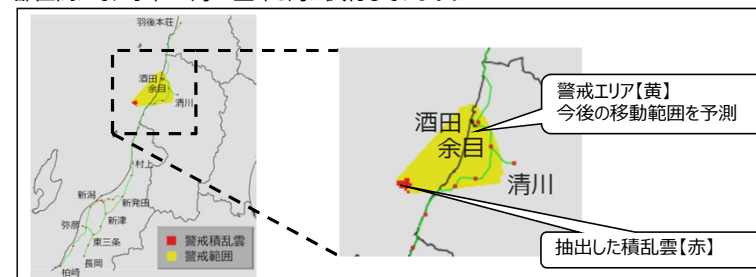 羽後本荘
酒田
余目
清川
村上
新潟
新発田
新津
弥彦
東三条
長岡
柏崎
警戒積乱雲
警戒範囲
酒田
余目
清川
警戒エリア【黄】
今後の移動範囲を予測
抽出した積乱雲【赤】